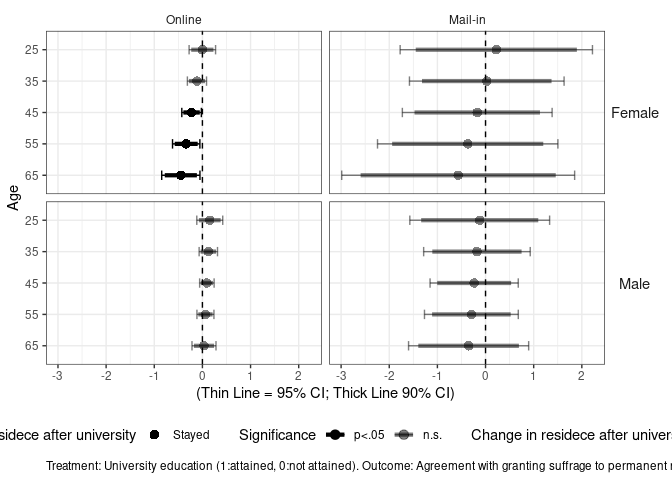 Online Mail-in
25
35
45
55
65
Female
25
35
45
55
65
Male
Age
-3 -2 -1 0 1 2 -3 -2 -1 0 1 2
(Thin Line = 95% CI; Thick Line 90% CI)
after university Stayed Significance p<.05 n.s. Change in residece after
Treatment: University education (1:attained, 0:not attained). Outcome: Agreement with granting suffrage to permanent